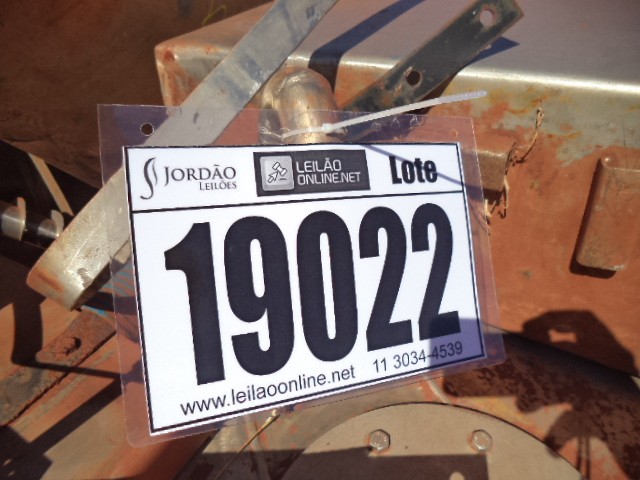 JORDÃO
LEILÕES
LEILÃO
ONLINE.NET
Lote
19022
www.leilaoonline.net 11 3034-4539